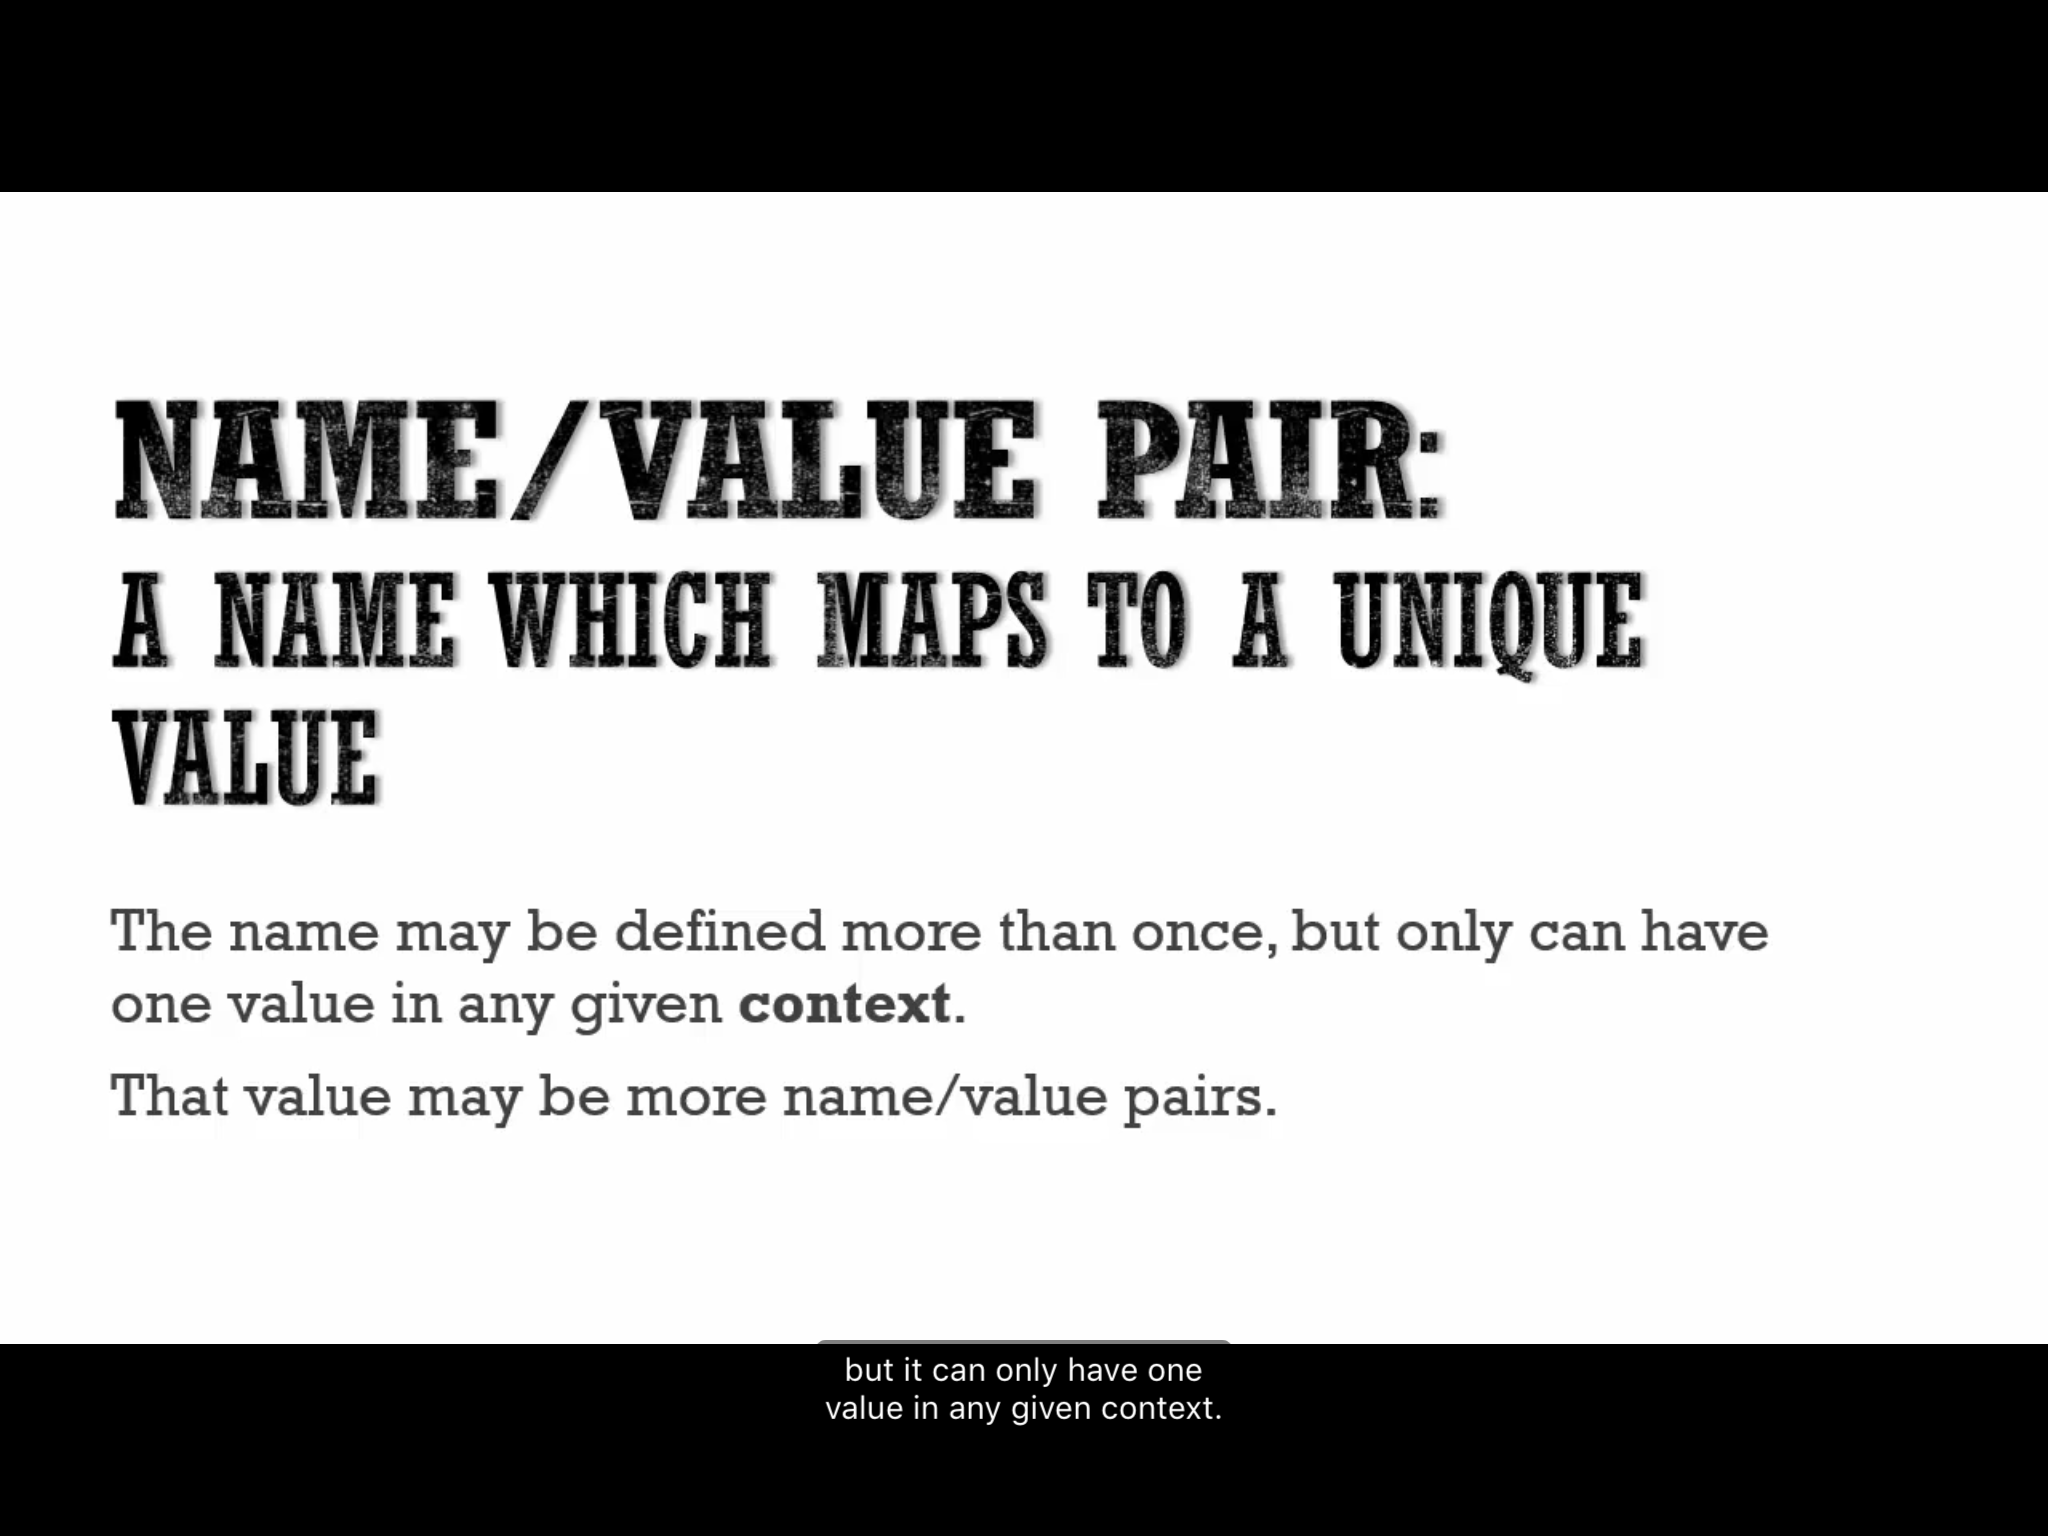 NAME/VALUE PAIR:
A NAME WHICH MAPS TO A UNIQUE
VALUE
The name may be defined more than once, but only can have
one value in any given context.
That value may be more name/value pairs.
but it can only have one
value in any given context.